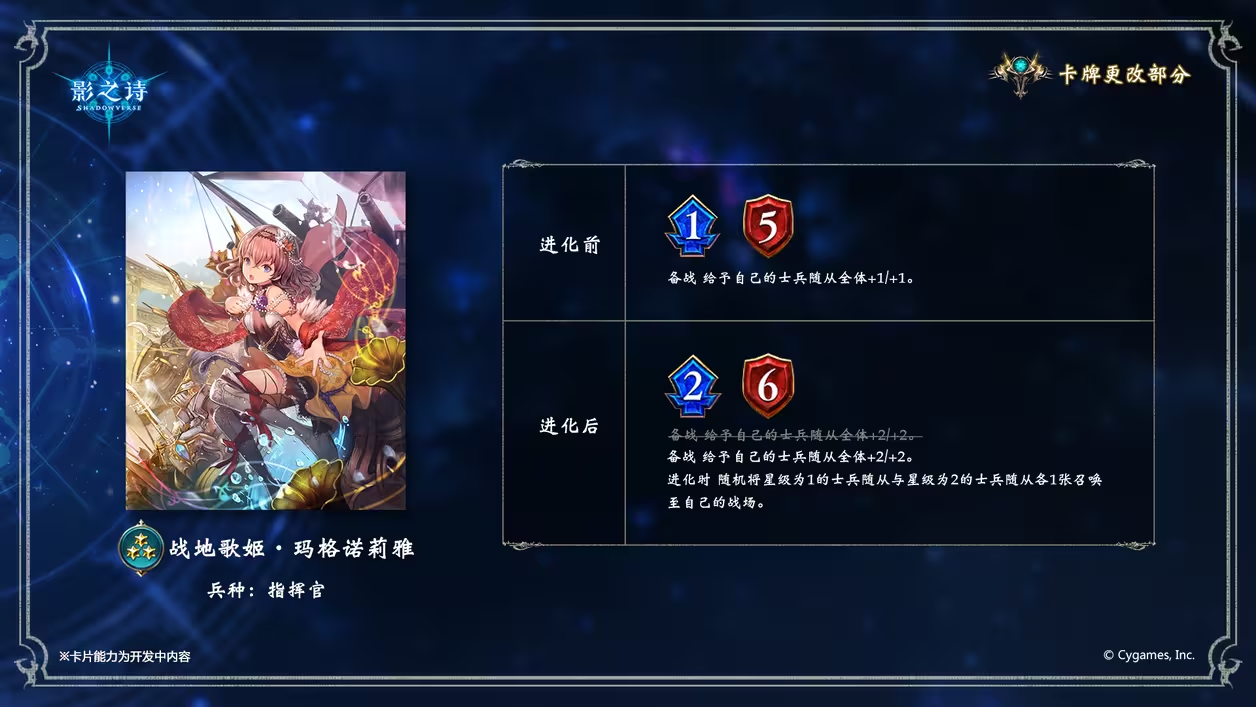 影之诗
SHADOWVERSE
卡牌更改部分
进化前
1 5
备战 给予自己的士兵随从全体+1/+1。
进化后
2 6
备战 给予自己的士兵随从全体+2/+2。
备战 给予自己的士兵随从全体+2/+2。
进化时 随机将星级为1的士兵随从与星级为2的士兵随从各1张召唤
至自己的战场。
战地歌姬·玛格诺莉雅
兵种：指挥官
※卡片能力为开发中内容
© Cygames, Inc.